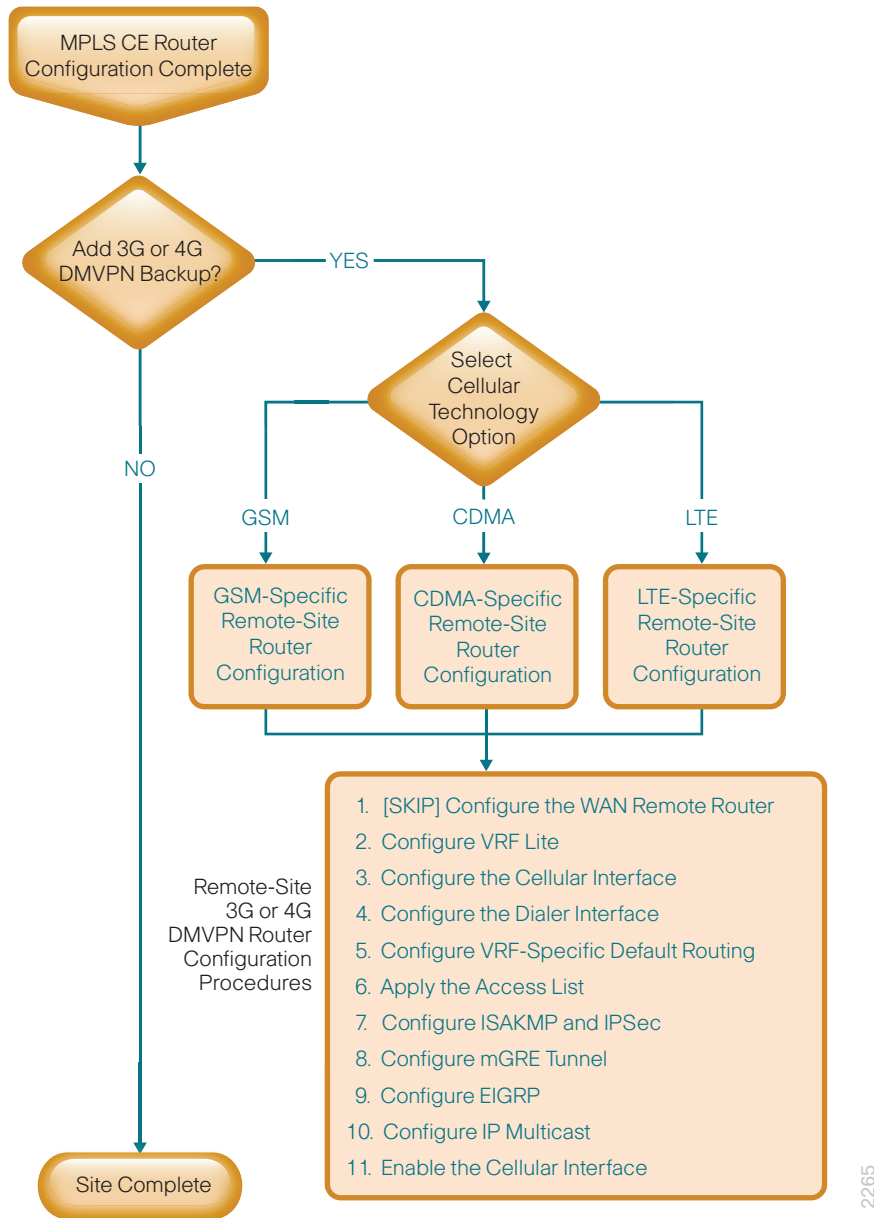 MPLS CE Router
Configuration Complete
Add 3G or 4G
DMVPN Backup?
YES
Select
Cellular
Technology
Option
NO
GSM
CDMA
LTE
GSM-Specific
Remote-Site
Router
Configuration
CDMA-Specific
Remote-Site
Router
Configuration
LTE-Specific
Remote-Site
Router
Configuration
Remote-Site
3G or 4G
DMVPN Router
Configuration
Procedures
1. [SKIP] Configure the WAN Remote Router
2. Configure VRF Lite
3. Configure the Cellular Interface
4. Configure the Dialer Interface
5. Configure VRF-Specific Default Routing
6. Apply the Access List
7. Configure ISAKMP and IPSec
8. Configure mGRE Tunnel
9. Configure EIGRP
10. Configure IP Multicast
11. Enable the Cellular Interface
Site Complete
2265